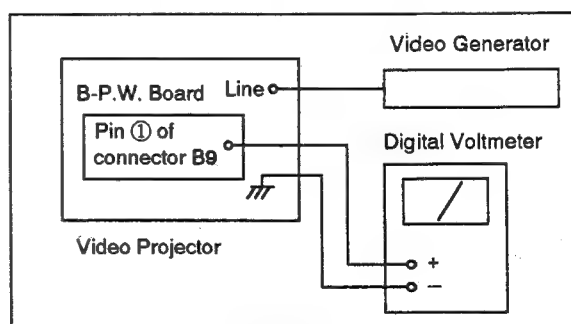 Video Generator
B-P.W. Board
Line
Pin ① of
connector B9
Digital Voltmeter
+
−
Video Projector